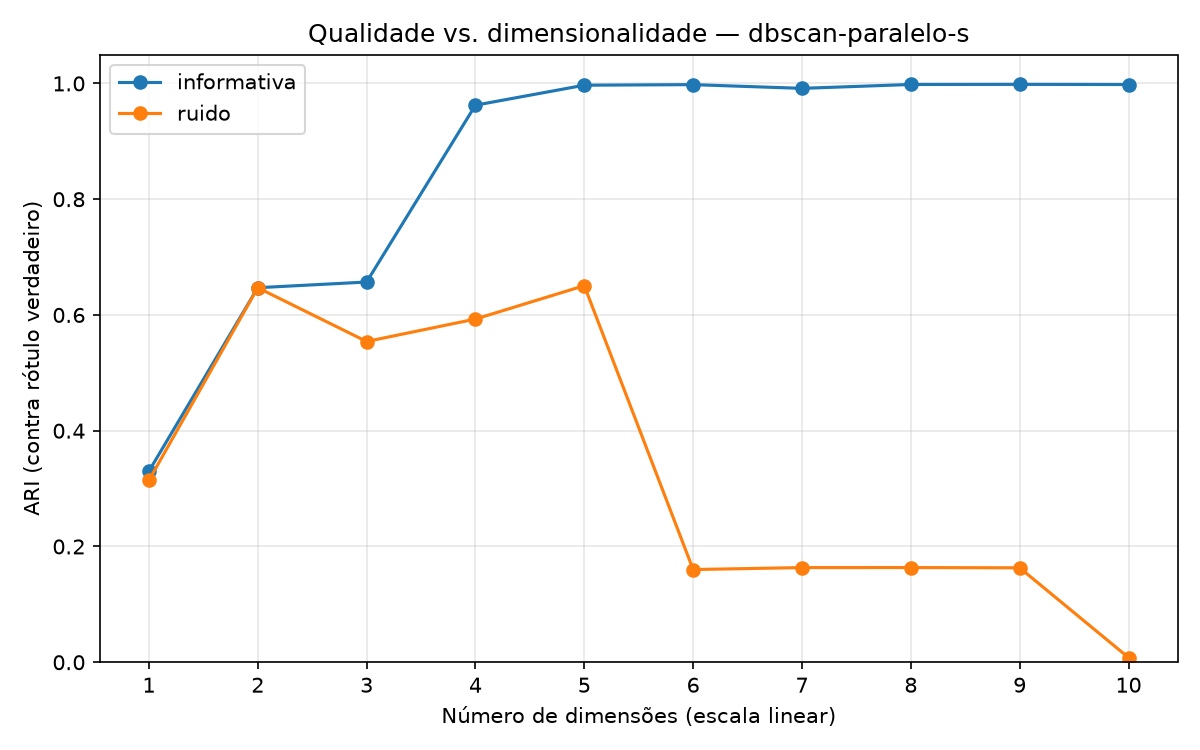 Qualidade vs. dimensionalidade — dbscan-paralelo-s
informativa
ruido
ARI (contra rótulo verdadeiro)
1.0
0.8
0.6
0.4
0.2
0.0
1 2 3 4 5 6 7 8 9 10
Número de dimensões (escala linear)